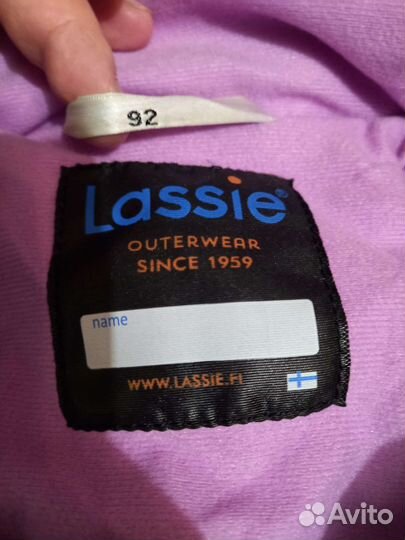 92
Lassie®
OUTERWEAR
SINCE 1959
name
WWW.LASSIE.FI
Avito